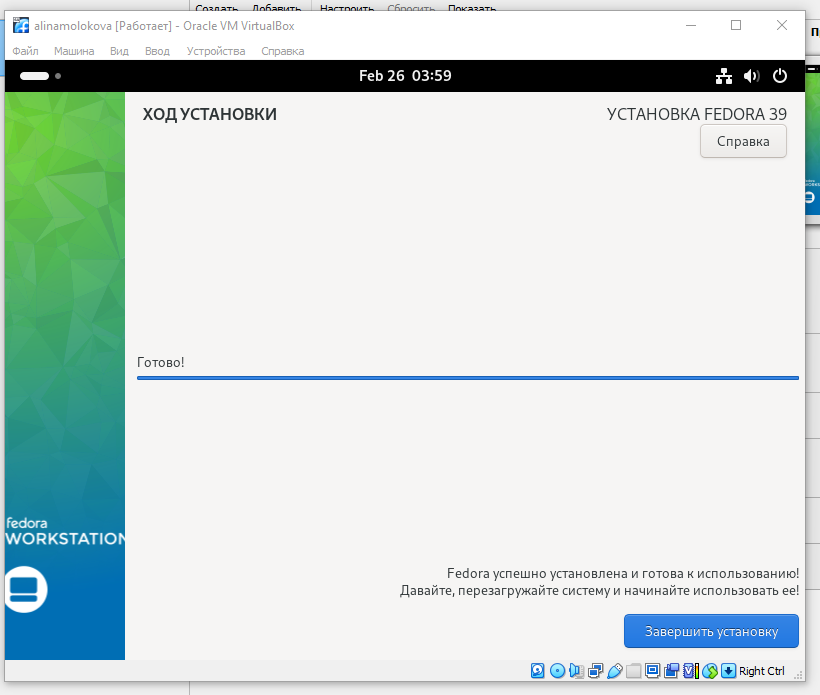 Создать Добавить Настроить Сбросить Показать
alinamolokova [Работает] - Oracle VM VirtualBox
Файл Машина Вид Ввод Устройства Справка
Feb 26 03:59
ХОД УСТАНОВКИ
УСТАНОВКА FEDORA 39
Справка
Готово!
fedora
WORKSTATION
Fedora успешно установлена и готова к использованию!
Давайте, перезагружайте систему и начинайте использовать ее!
Завершить установку
Right Ctrl